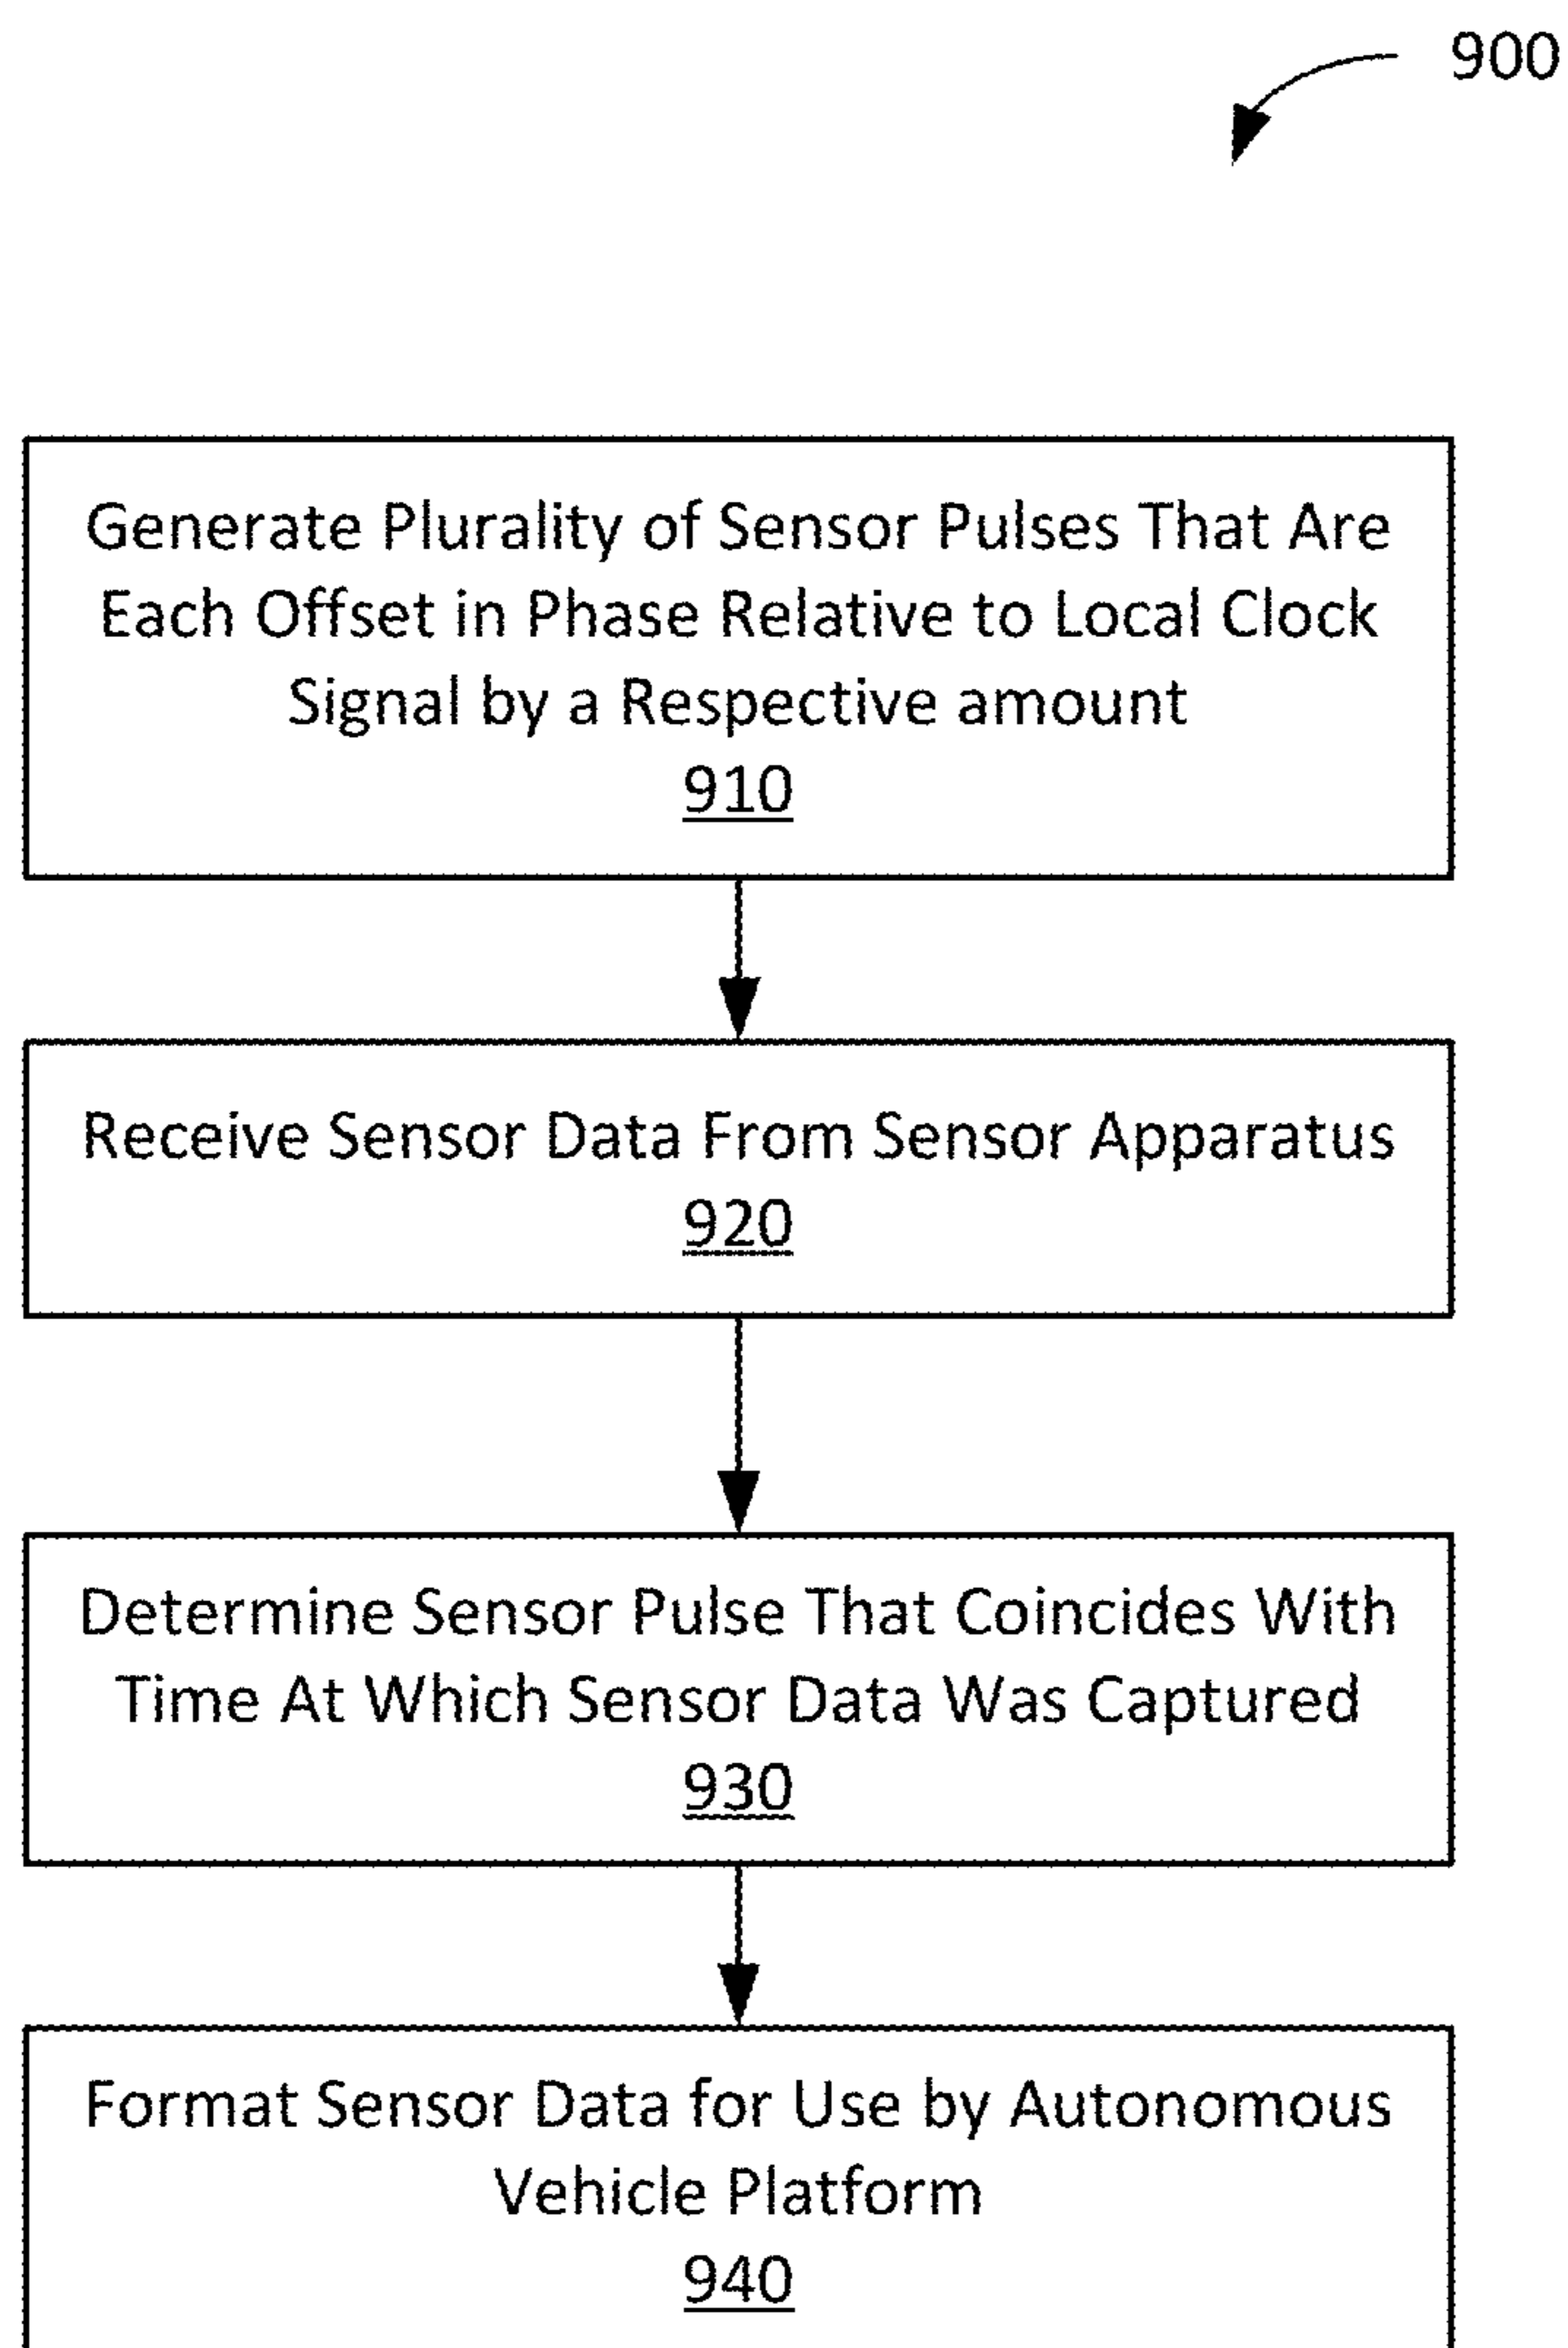 900
Generate Plurality of Sensor Pulses That Are
Each Offset in Phase Relative to Local Clock
Signal by a Respective amount
910
Receive Sensor Data From Sensor Apparatus
920
Determine Sensor Pulse That Coincides With
Time At Which Sensor Data Was Captured
930
Format Sensor Data for Use by Autonomous
Vehicle Platform
940